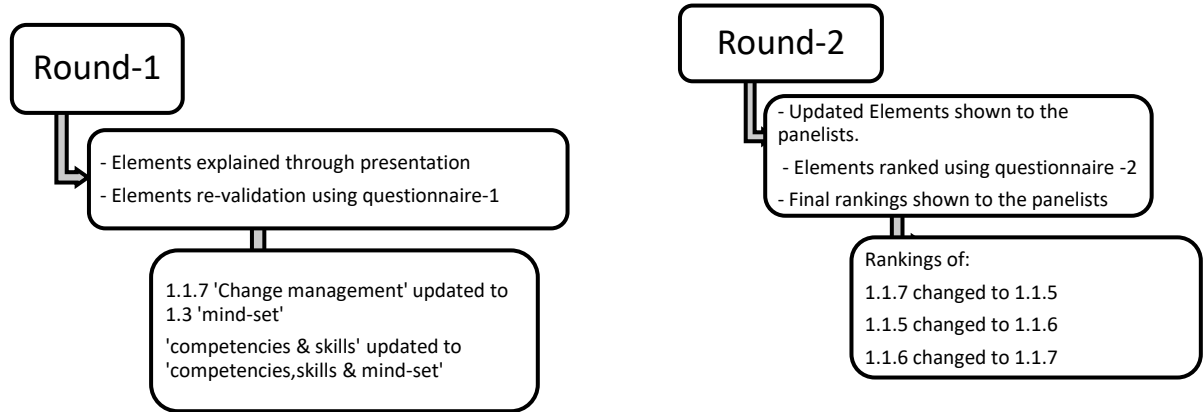 Round-1
- Elements explained through presentation
- Elements re-validation using questionnaire-1
1.1.7 'Change management' updated to
1.3 'mind-set'
'competencies & skills' updated to
'competencies,skills & mind-set'
Round-2
- Updated Elements shown to the
panelists.
- Elements ranked using questionnaire -2
- Final rankings shown to the panelists
Rankings of:
1.1.7 changed to 1.1.5
1.1.5 changed to 1.1.6
1.1.6 changed to 1.1.7